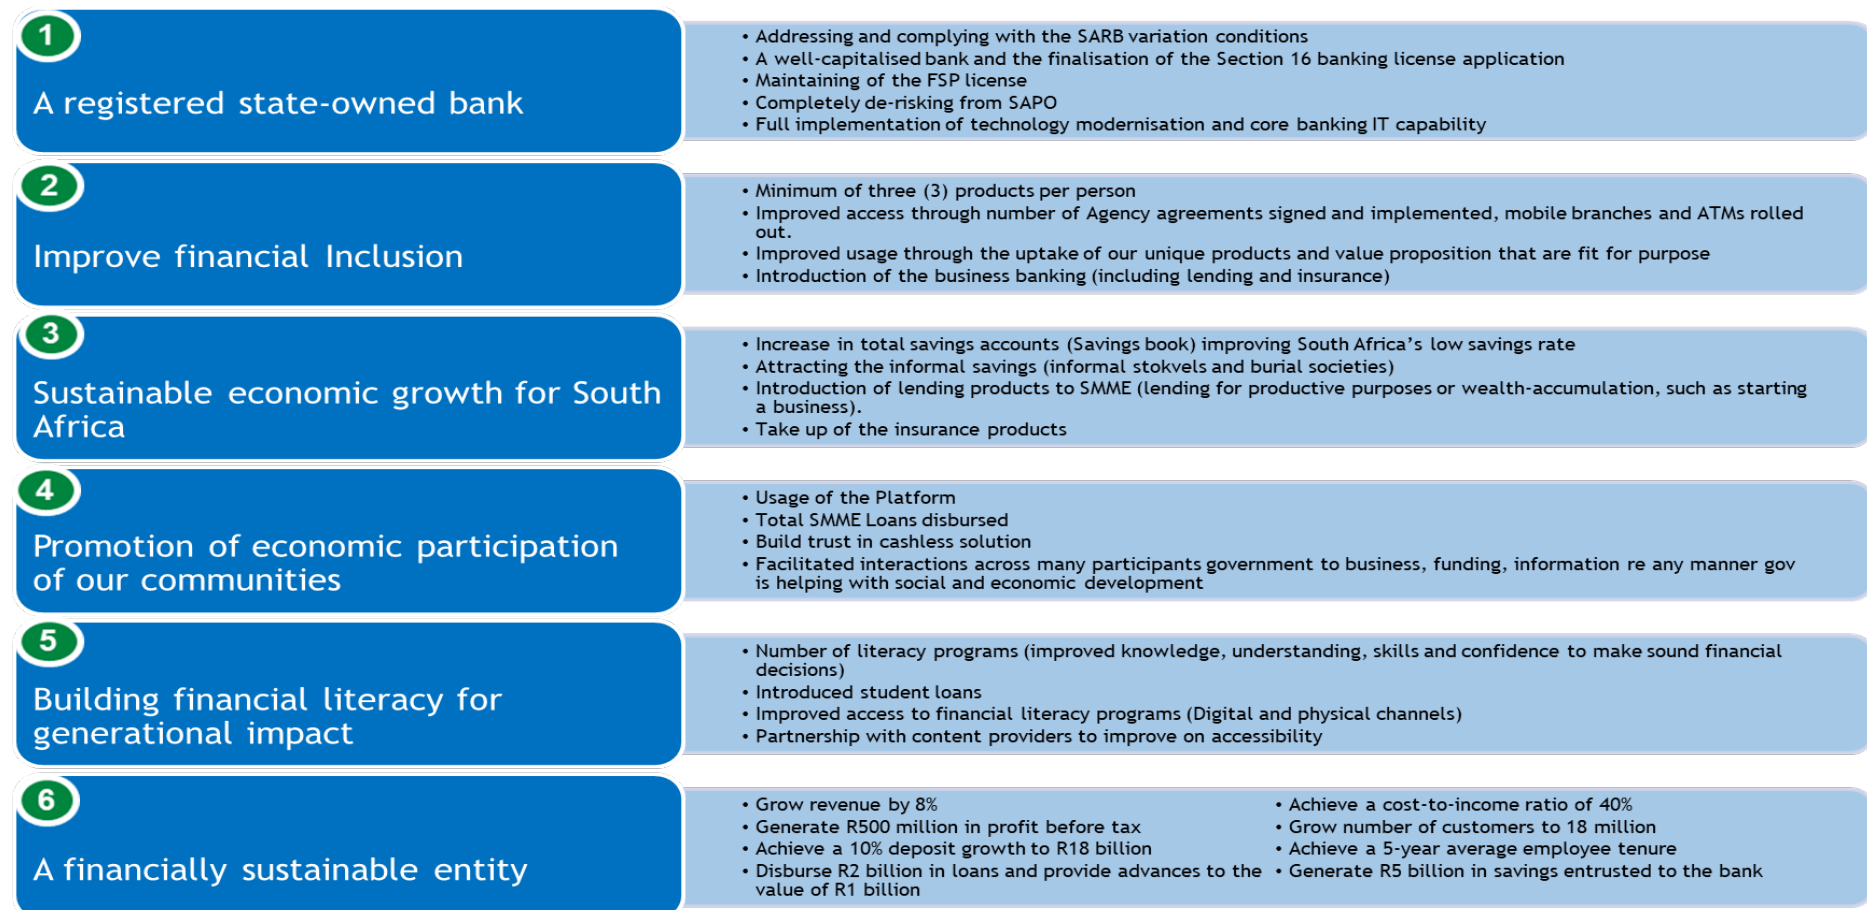 1
A registered state-owned bank
• Addressing and complying with the SARB variation conditions
• A well-capitalised bank and the finalisation of the Section 16 banking license application
• Maintaining of the FSP license
• Completely de-risking from SAPO
• Full implementation of technology modernisation and core banking IT capability
2
Improve financial Inclusion
• Minimum of three (3) products per person
• Improved access through number of Agency agreements signed and implemented, mobile branches and ATMs rolled
out.
• Improved usage through the uptake of our unique products and value proposition that are fit for purpose
• Introduction of the business banking (including lending and insurance)
3
Sustainable economic growth for South
Africa
• Increase in total savings accounts (Savings book) improving South Africa's low savings rate
• Attracting the informal savings (informal stokvels and burial societies)
• Introduction of lending products to SMME (lending for productive purposes or wealth-accumulation, such as starting
a business).
• Take up of the insurance products
4
Promotion of economic participation
of our communities
• Usage of the Platform
• Total SMME Loans disbursed
• Build trust in cashless solution
• Facilitated interactions across many participants government to business, funding, information re any manner gov
is helping with social and economic development
5
Building financial literacy for
generational impact
• Number of literacy programs (improved knowledge, understanding, skills and confidence to make sound financial
decisions)
• Introduced student loans
• Improved access to financial literacy programs (Digital and physical channels)
• Partnership with content providers to improve on accessibility
6
A financially sustainable entity
• Grow revenue by 8%
• Generate R500 million in profit before tax
• Achieve a 10% deposit growth to R18 billion
• Disburse R2 billion in loans and provide advances to the
value of R1 billion
• Achieve a cost-to-income ratio of 40%
• Grow number of customers to 18 million
• Achieve a 5-year average employee tenure
• Generate R5 billion in savings entrusted to the bank